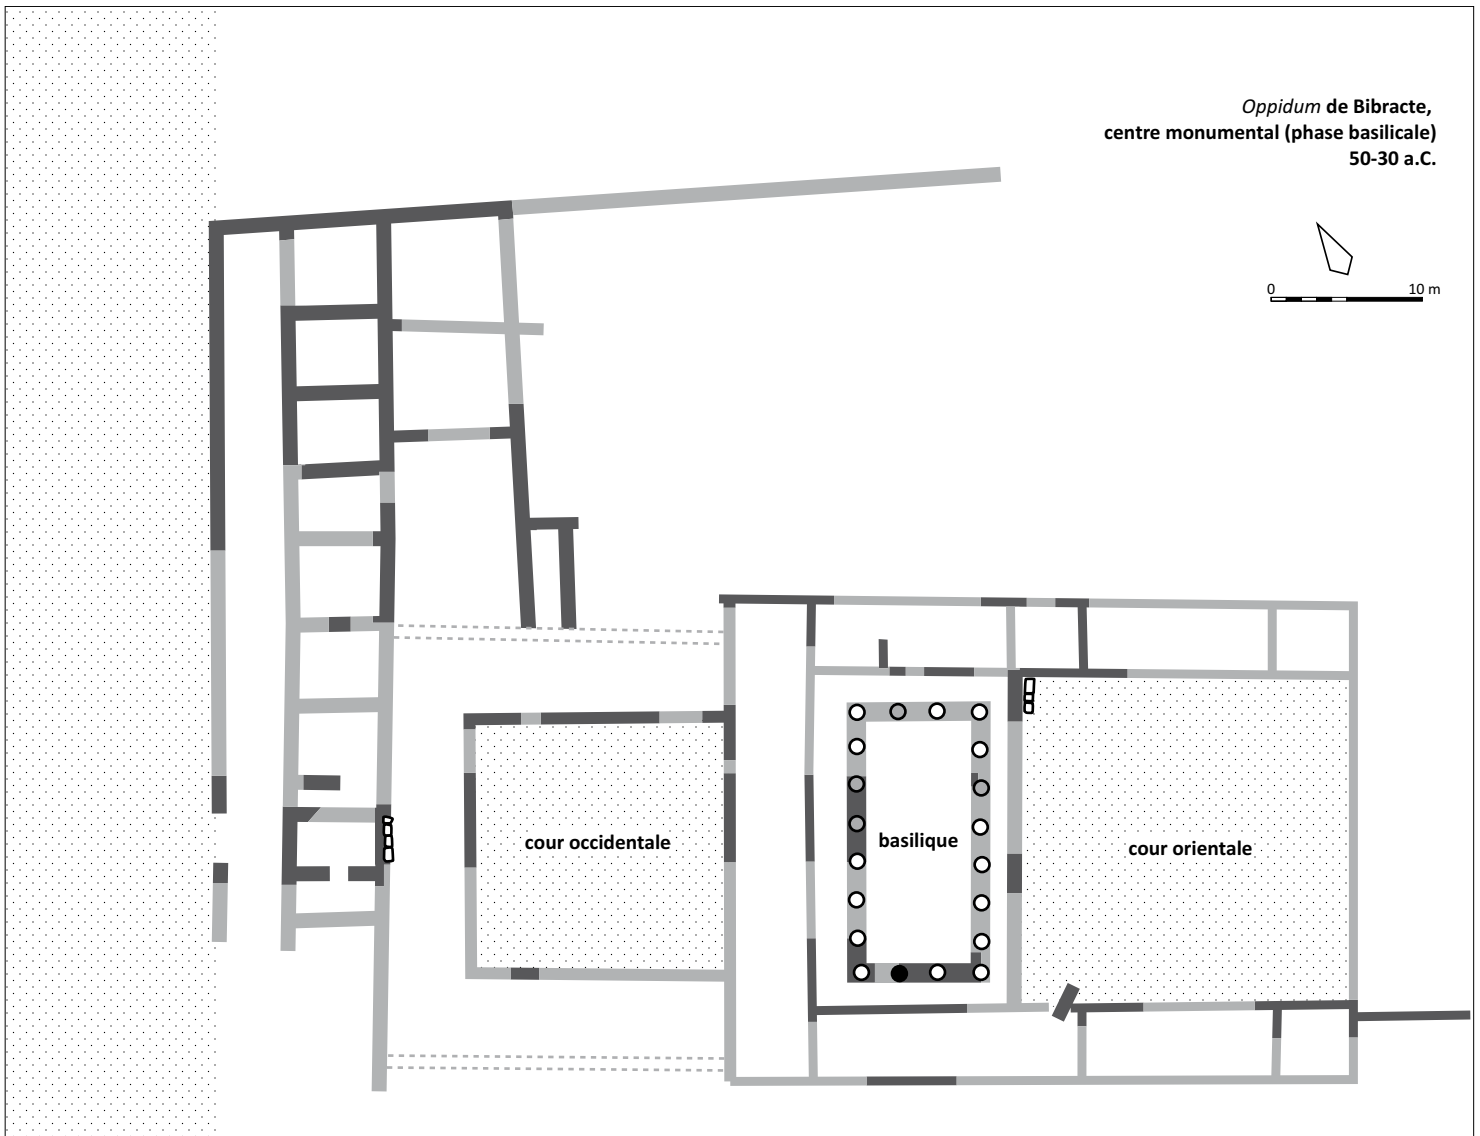 Oppidum de Bibracte,
centre monumental (phase basilicale)
50-30 a.C.
0 10 m
cour occidentale
basilique
cour orientale